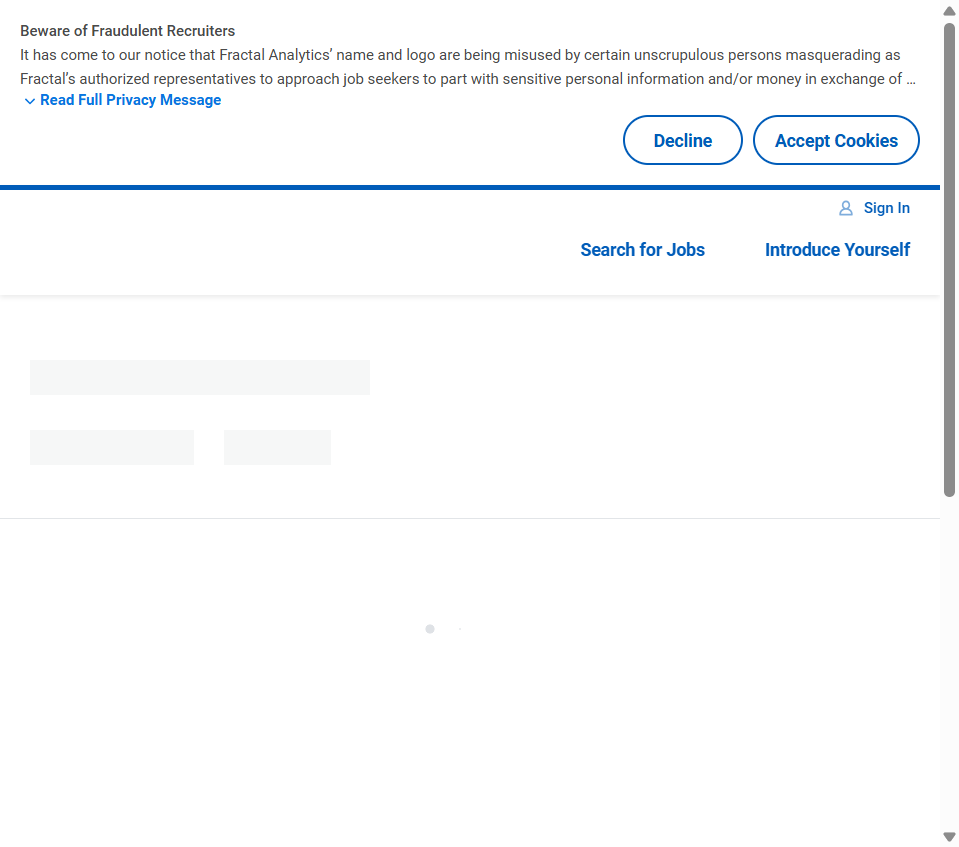 Beware of Fraudulent Recruiters
It has come to our notice that Fractal Analytics’ name and logo are being misused by certain unscrupulous persons masquerading as
Fractal’s authorized representatives to approach job seekers to part with sensitive personal information and/or money in exchange of ...
Read Full Privacy Message
Decline
Accept Cookies
Sign In
Search for Jobs
Introduce Yourself